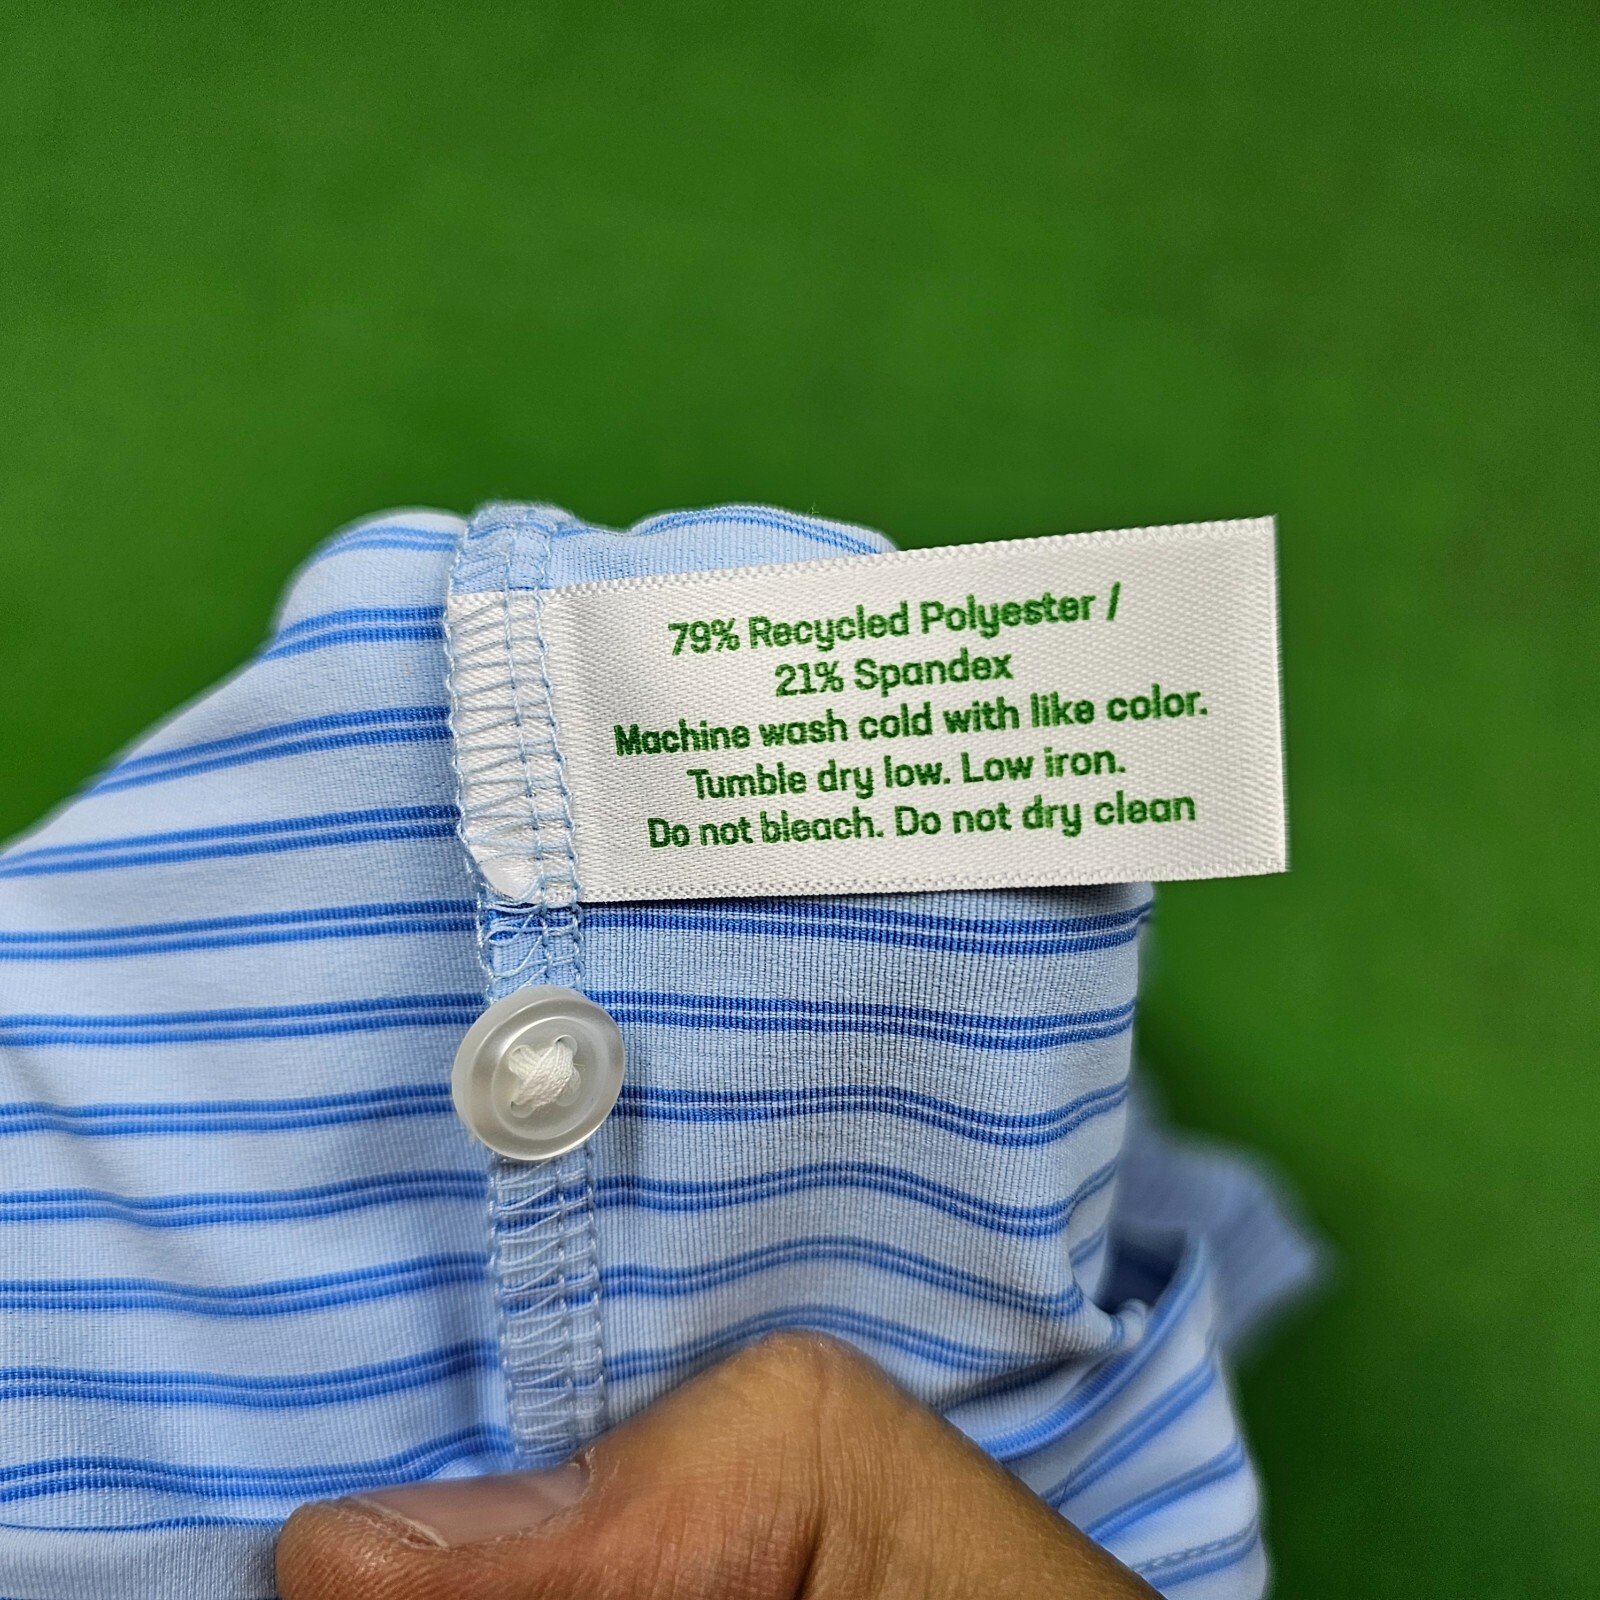 79% Recycled Polyester /
21% Spandex
Machine wash cold with like color.
Tumble dry low. Low iron.
Do not bleach. Do not dry clean